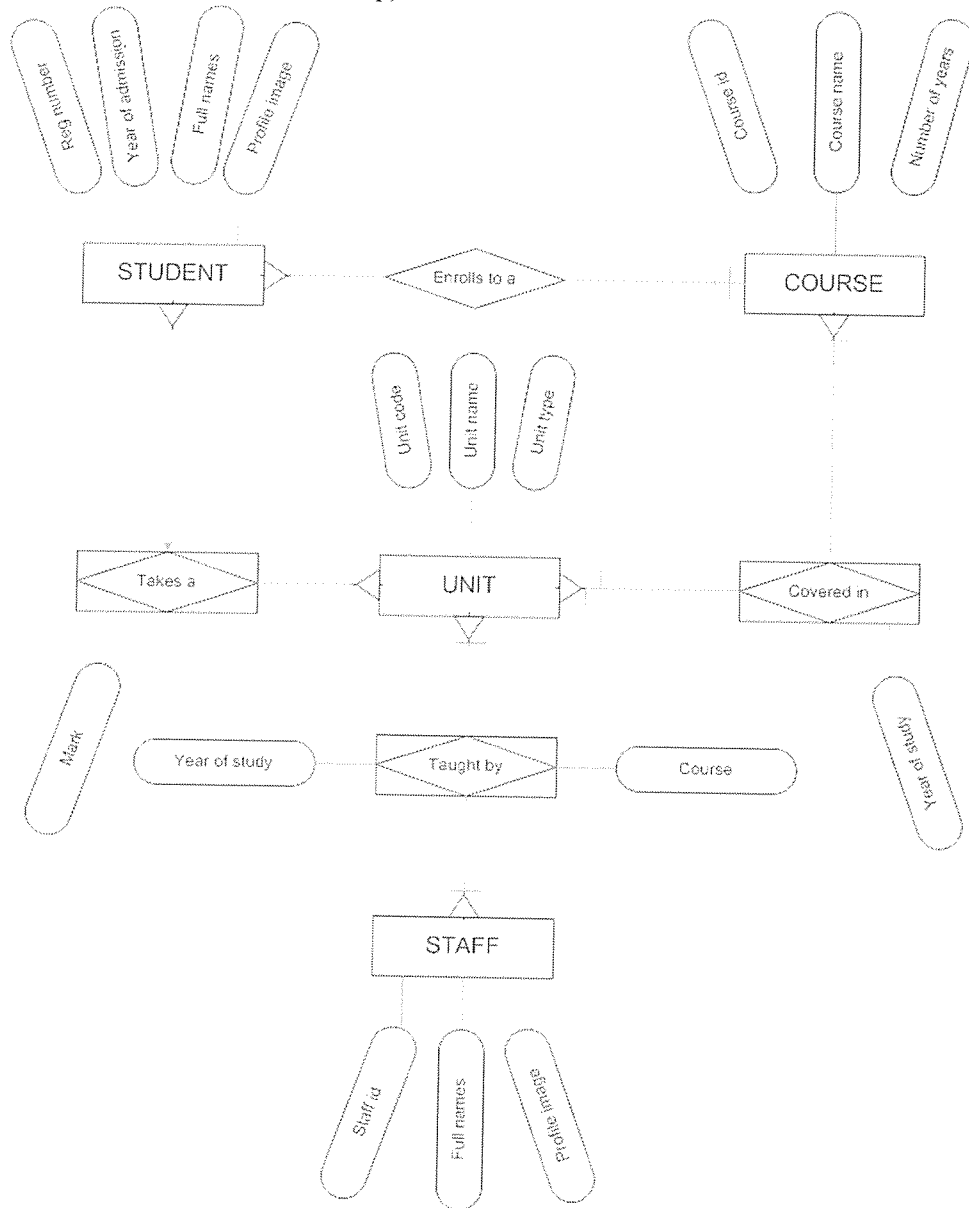 Reg number
Year of admission
Full names
Profile image
Course id
Course name
Number of years
STUDENT
Enrolls to a
COURSE
Unit code
Unit name
Unit type
Takes a
UNIT
Covered in
Mark
Year of study
Taught by
Course
Year of study
STAFF
Staff id
Full names
Profile image